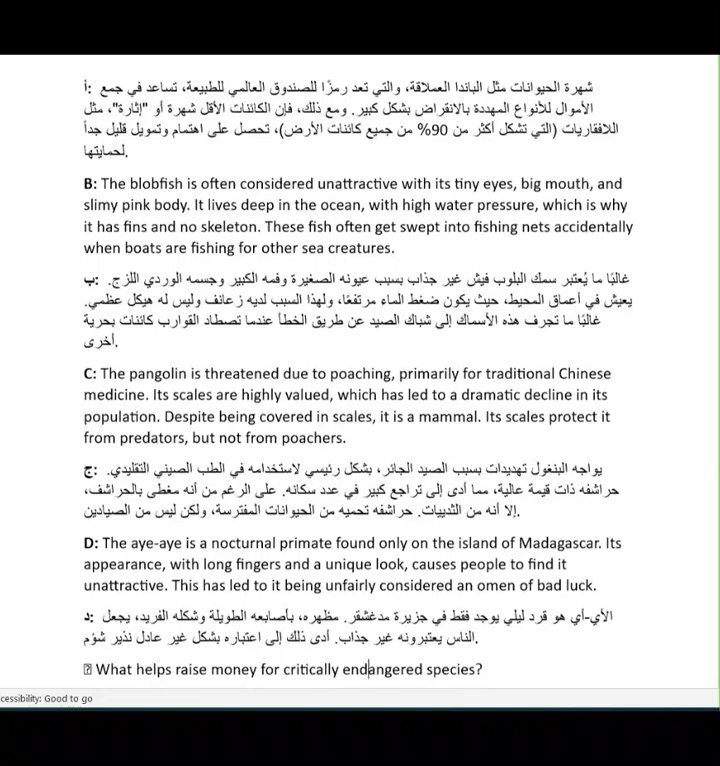 أ: شهرة الحيوانات مثل الباندا العملاقة، والتي تعد رمزًا للصندوق العالمي للطبيعة، تساعد في جمع
الأموال للأنواع المهددة بالانقراض بشكل كبير. ومع ذلك، فإن الكائنات الأقل شهرة أو "إثارة"، مثل
اللافقاريات (التي تشكل أكثر من 90% من جميع كائنات الأرض)، تحصل على اهتمام وتمويل قليل جداً
لحمايتها.
B: The blobfish is often considered unattractive with its tiny eyes, big mouth, and
slimy pink body. It lives deep in the ocean, with high water pressure, which is why
it has fins and no skeleton. These fish often get swept into fishing nets accidentally
when boats are fishing for other sea creatures.
ب: غالبًا ما يُعتبر سمك البلوب فيش غير جذاب بسبب عيونه الصغيرة وفمه الكبير وجسمه الوردي اللزج.
يعيش في أعماق المحيط، حيث يكون ضغط الماء مرتفعًا، ولهذا السبب لديه زعانف وليس له هيكل عظمي.
غالبًا ما تجرف هذه الأسماك إلى شباك الصيد عن طريق الخطأ عندما تصطاد القوارب كائنات بحرية
أخرى.
C: The pangolin is threatened due to poaching, primarily for traditional Chinese
medicine. Its scales are highly valued, which has led to a dramatic decline in its
population. Despite being covered in scales, it is a mammal. Its scales protect it
from predators, but not from poachers.
ج: يواجه البنغول تهديدات بسبب الصيد الجائر، بشكل رئيسي لاستخدامه في الطب الصيني التقليدي.
حراشفه ذات قيمة عالية، مما أدى إلى تراجع كبير في عدد سكانه. على الرغم من أنه مغطى بالحراشف،
إلا أنه من الثدييات. حراشفه تحميه من الحيوانات المفترسة، ولكن ليس من الصيادين.
D: The aye-aye is a nocturnal primate found only on the island of Madagascar. Its
appearance, with long fingers and a unique look, causes people to find it
unattractive. This has led to it being unfairly considered an omen of bad luck.
د: الأي-أي هو قرد ليلي يوجد فقط في جزيرة مدغشقر. مظهره، بأصابعه الطويلة وشكله الفريد، يجعل
الناس يعتبرونه غير جذاب. أدى ذلك إلى اعتباره بشكل غير عادل نذير شؤم.
What helps raise money for critically endangered species?
cessibility: Good to go